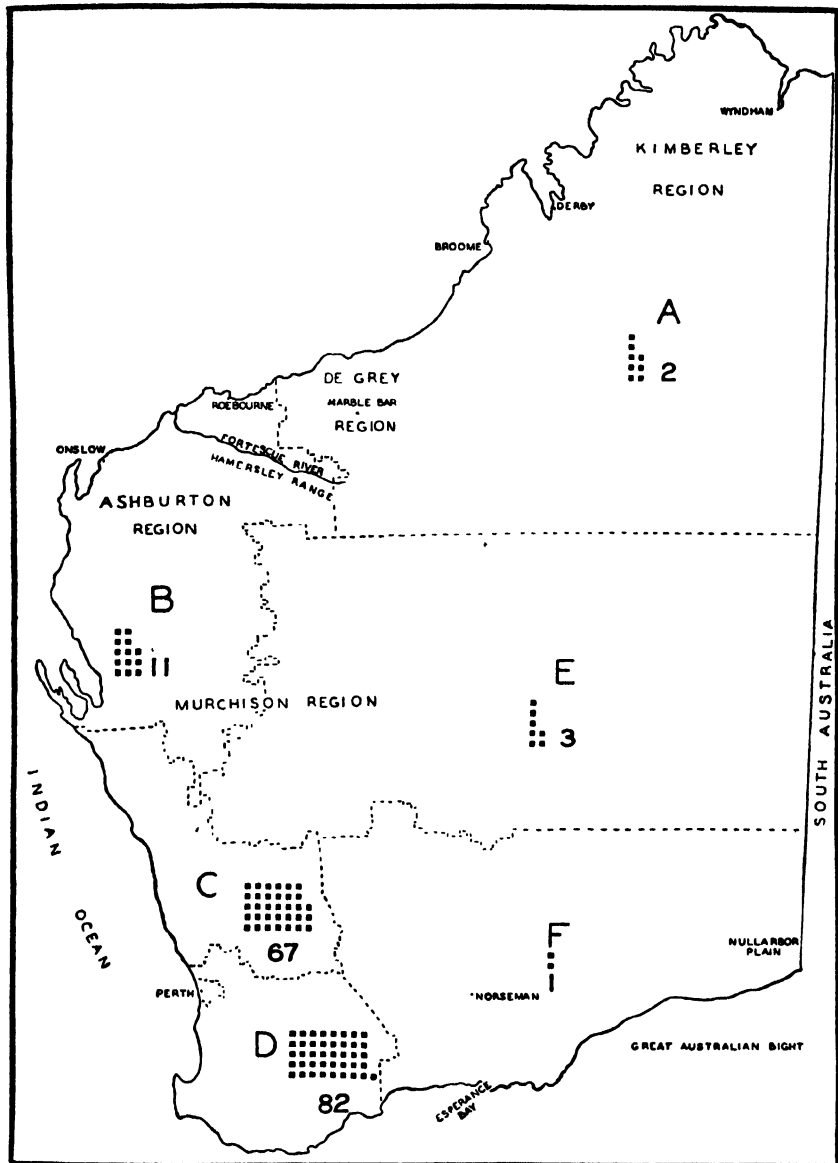 WYNDHAM
KIMBERLEY
REGION
DERBY
BROOME
A
2
DE GREY
MARBLE BAR
REGION
ROEBOURNE
FORTESCUE RIVER
HAMERSLEY RANGE
ONSLOW
ASHBURTON
REGION
B
11
E
3
MURCHISON REGION
SOUTH AUSTRALIA
INDIAN
OCEAN
C
67
F
1
NULLARBOR
PLAIN
PERTH
NORSEMAN
D
82
GREAT AUSTRALIAN BIGHT
ESPERANCE
BAY